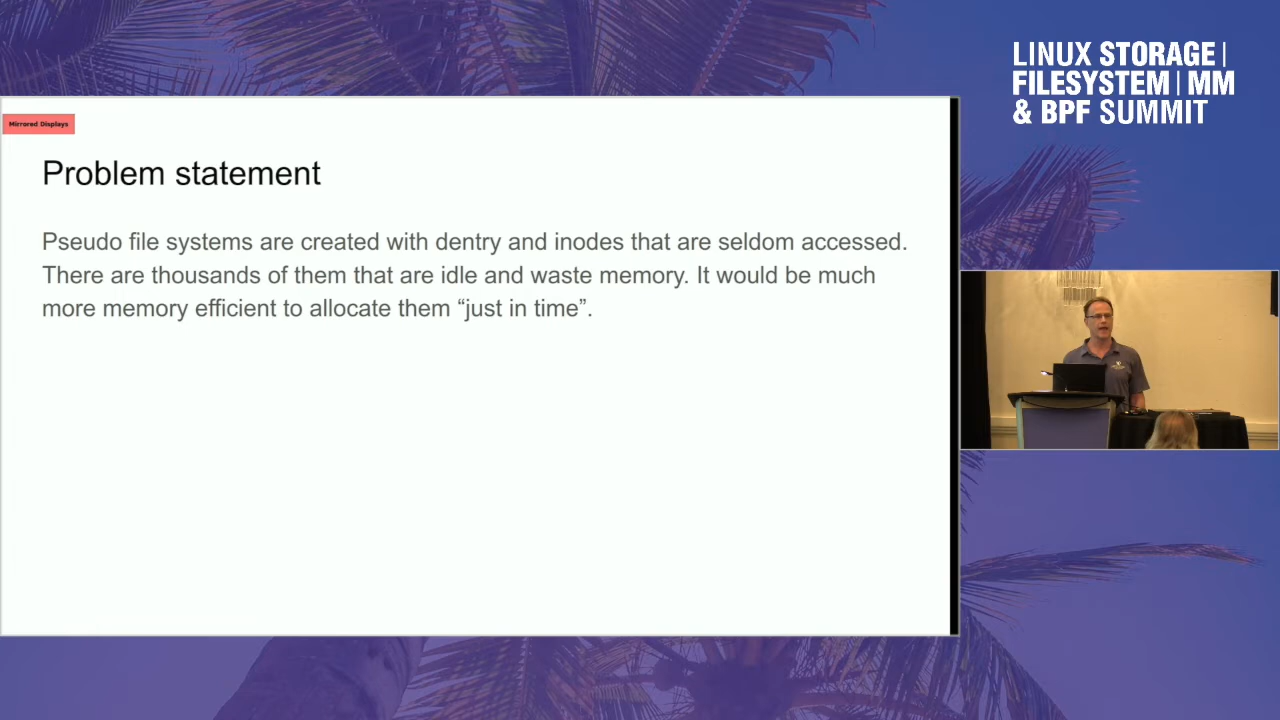 LINUX STORAGE |
FILESYSTEM | MM
& BPF SUMMIT
Mirrored Displays
Problem statement
Pseudo file systems are created with dentry and inodes that are seldom accessed.
There are thousands of them that are idle and waste memory. It would be much
more memory efficient to allocate them “just in time”.